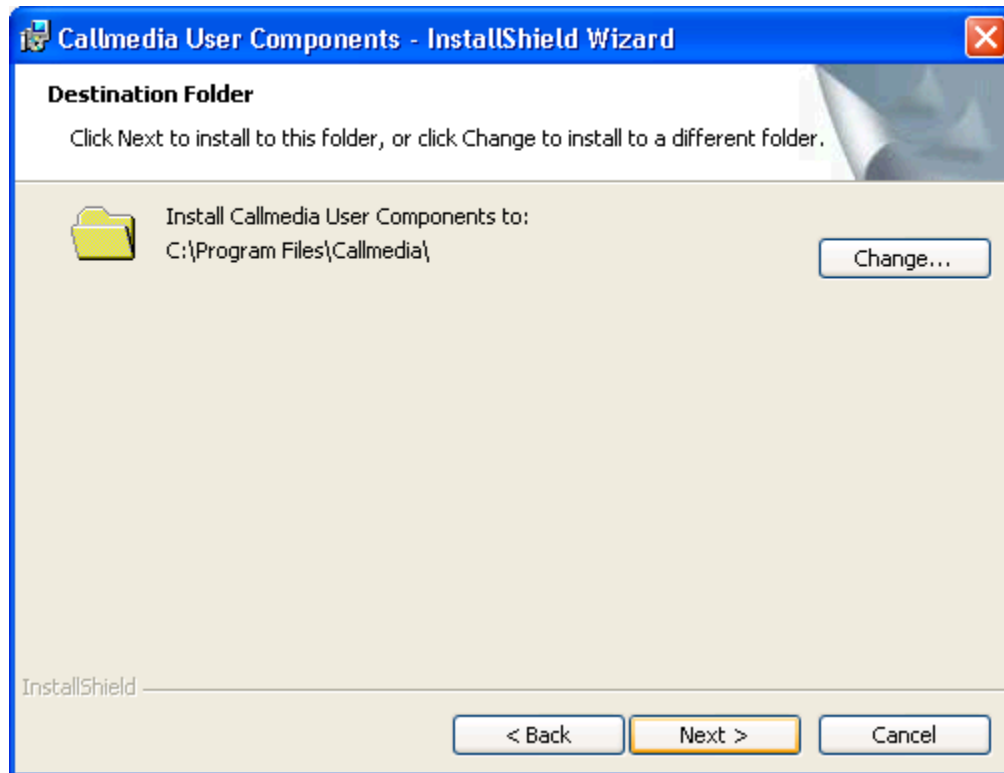 Callmedia User Components - InstallShield Wizard
Destination Folder
Click Next to install to this folder, or click Change to install to a different folder.
Install Callmedia User Components to:
C:\Program Files\Callmedia\
Change...
InstallShield
< Back
Next >
Cancel